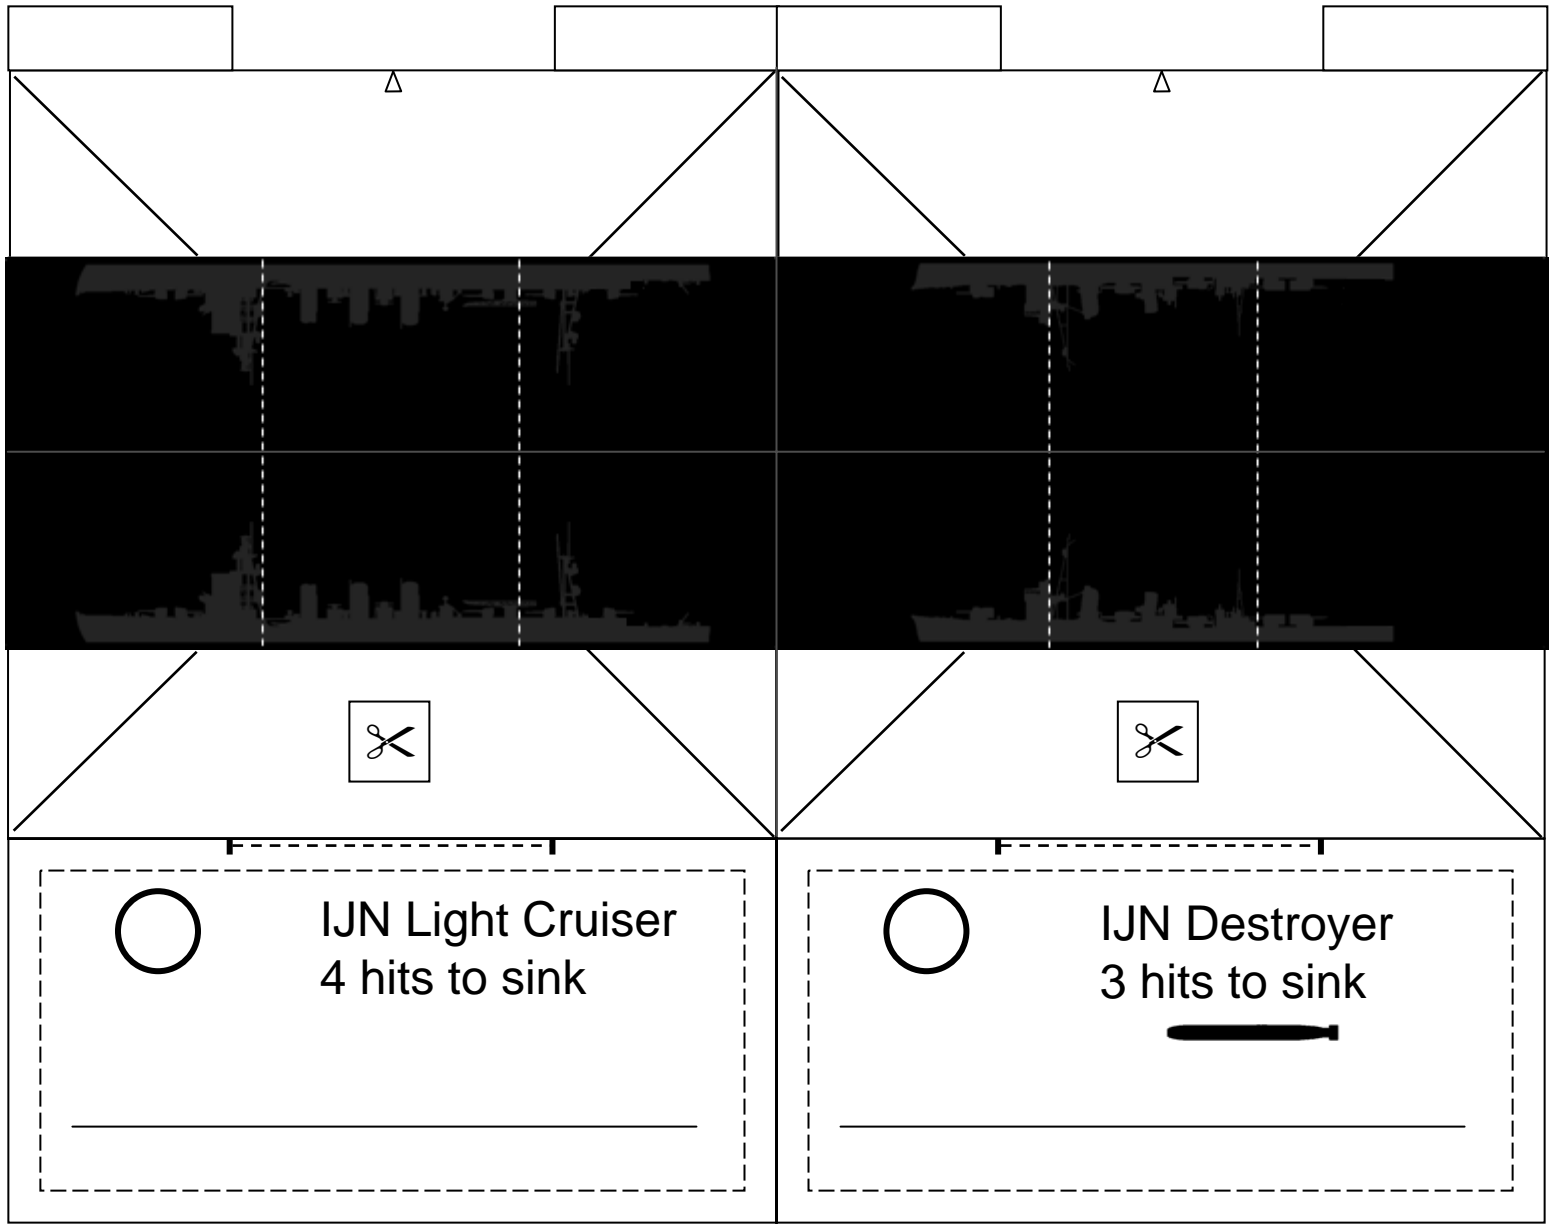 IJN Light Cruiser
4 hits to sink
IJN Destroyer
3 hits to sink